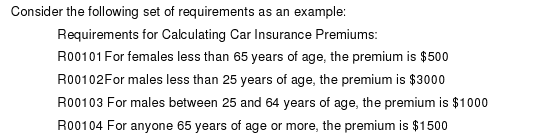 Consider the following set of requirements as an example:
Requirements for Calculating Car Insurance Premiums:
R00101 For females less than 65 years of age, the premium is $500
R00102 For males less than 25 years of age, the premium is $3000
R00103 For males between 25 and 64 years of age, the premium is $1000
R00104 For anyone 65 years of age or more, the premium is $1500